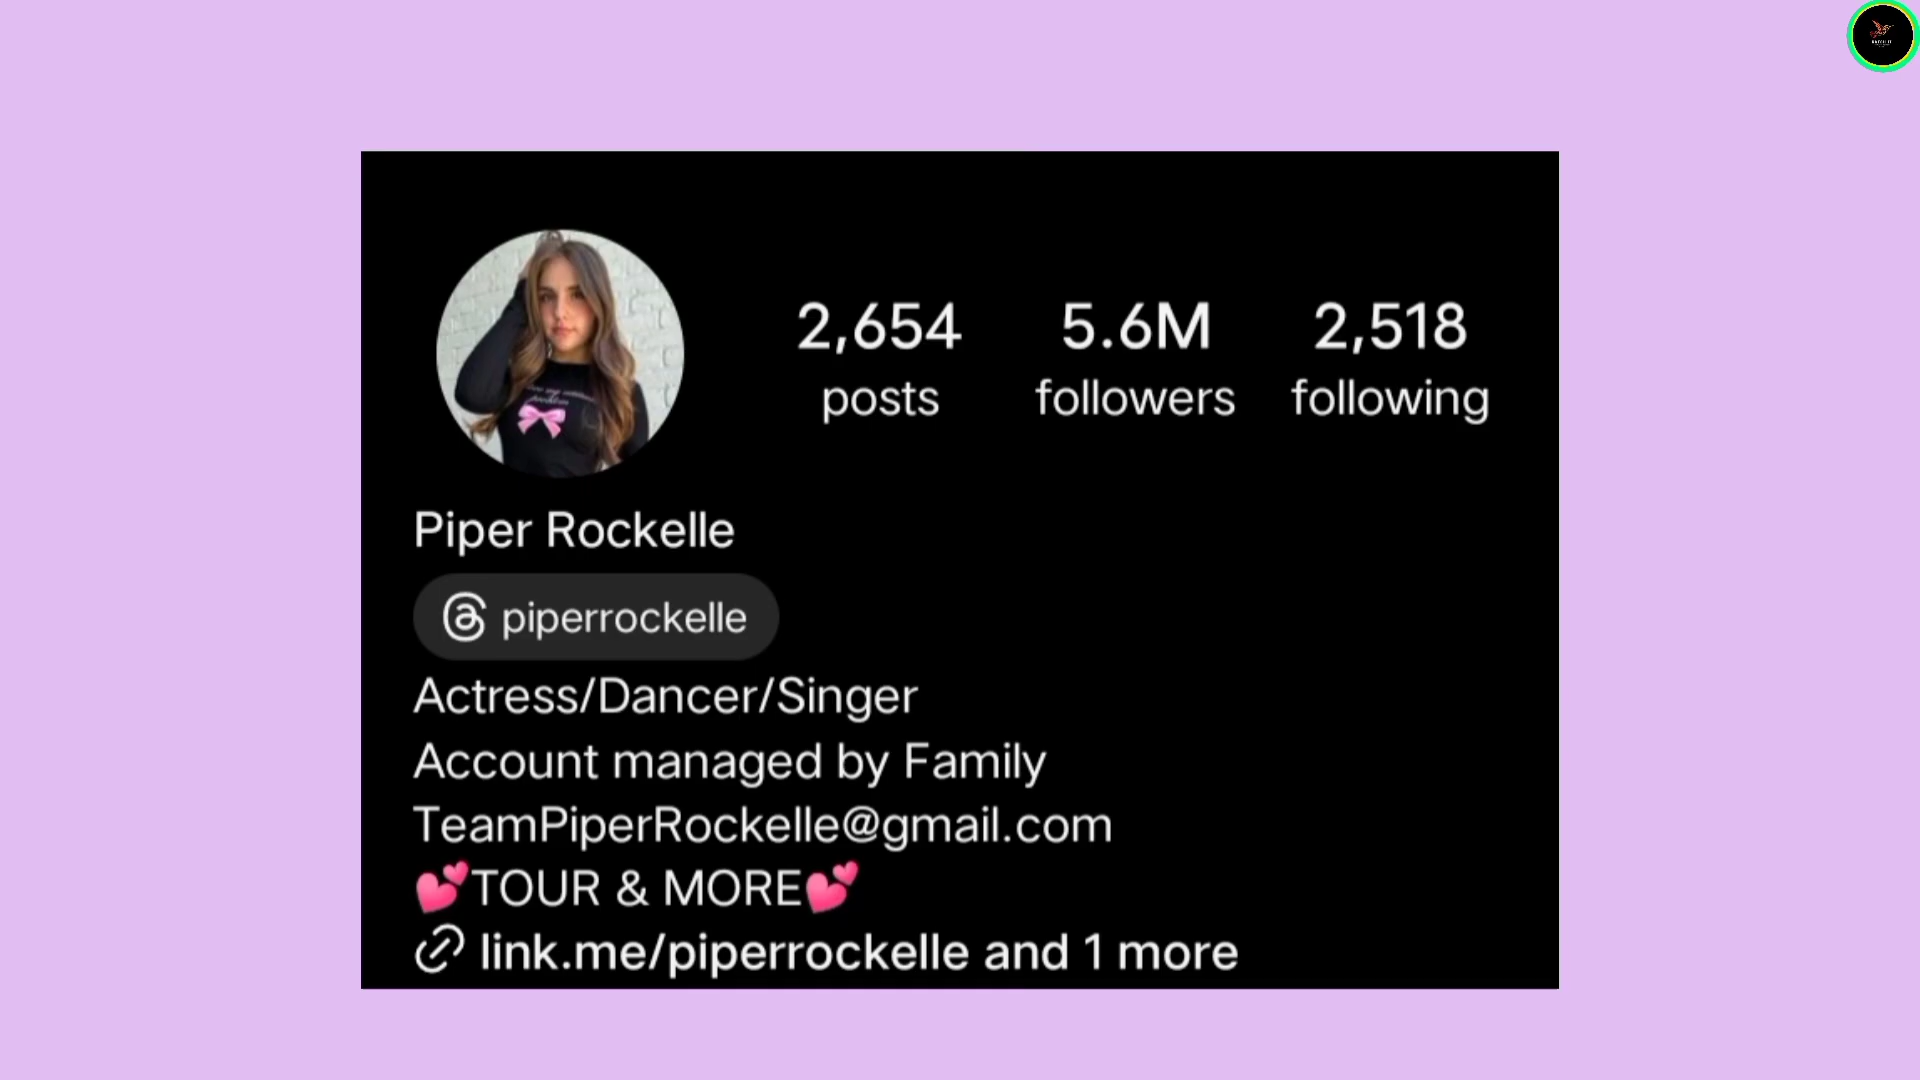 2,654 5.6M 2,518
posts followers following
Piper Rockelle
piperrockelle
Actress/Dancer/Singer
Account managed by Family
TeamPiperRockelle@gmail.com
💕TOUR & MORE💕
link.me/piperrockelle and 1 more